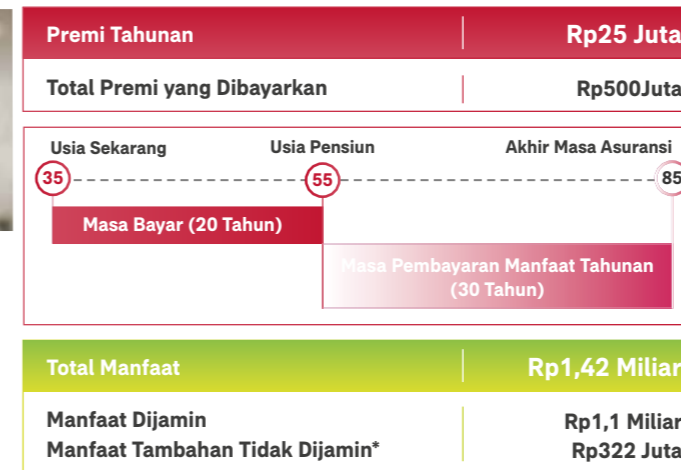 Premi Tahunan Rp25 Juta
Total Premi yang Dibayarkan Rp500Juta
Usia Sekarang Usia Pensiun Akhir Masa Asuransi
35 55 85
Masa Bayar (20 Tahun)
Masa Pembayaran Manfaat Tahunan
(30 Tahun)
Total Manfaat Rp1,42 Miliar
Manfaat Dijamin Rp1,1 Miliar
Manfaat Tambahan Tidak Dijamin* Rp322 Juta